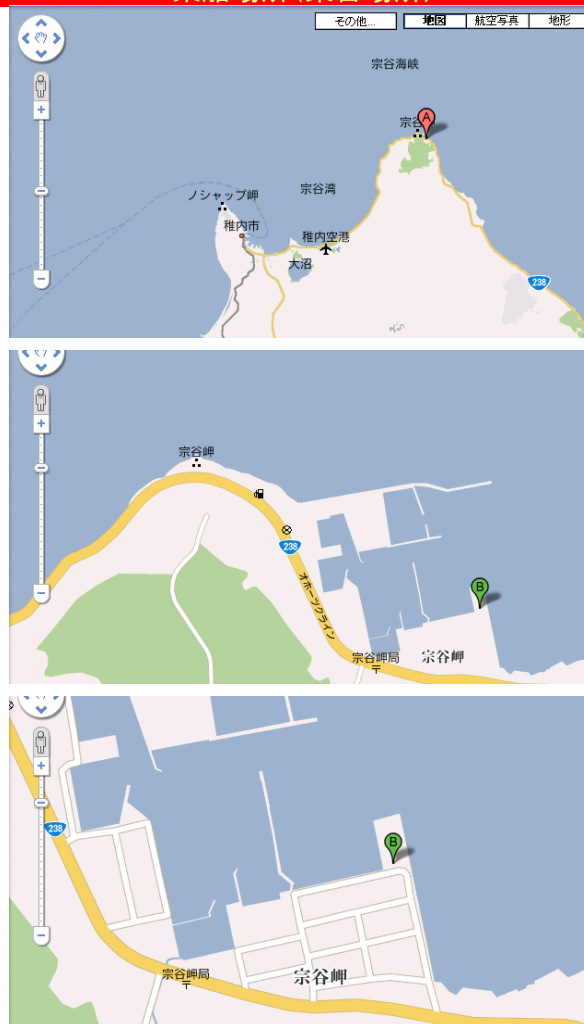 その他...
地図
航空写真
地形
宗谷海峡
宗谷
A
ノシャップ岬
宗谷湾
稚内市
稚内空港
大沼
238
宗谷岬
238
オホーツクライン
B
宗谷岬局
宗谷岬
238
B
宗谷岬局
宗谷岬